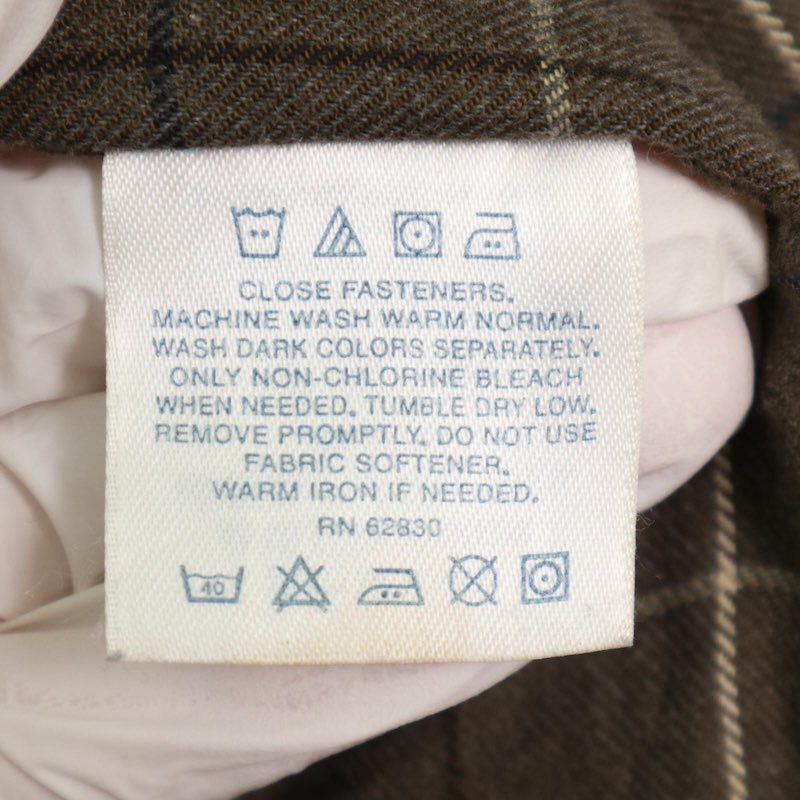 CLOSE FASTENERS.
MACHINE WASH WARM NORMAL.
WASH DARK COLORS SEPARATELY.
ONLY NON-CHLORINE BLEACH
WHEN NEEDED. TUMBLE DRY LOW.
REMOVE PROMPTLY. DO NOT USE
FABRIC SOFTENER.
WARM IRON IF NEEDED.
RN 62830
40